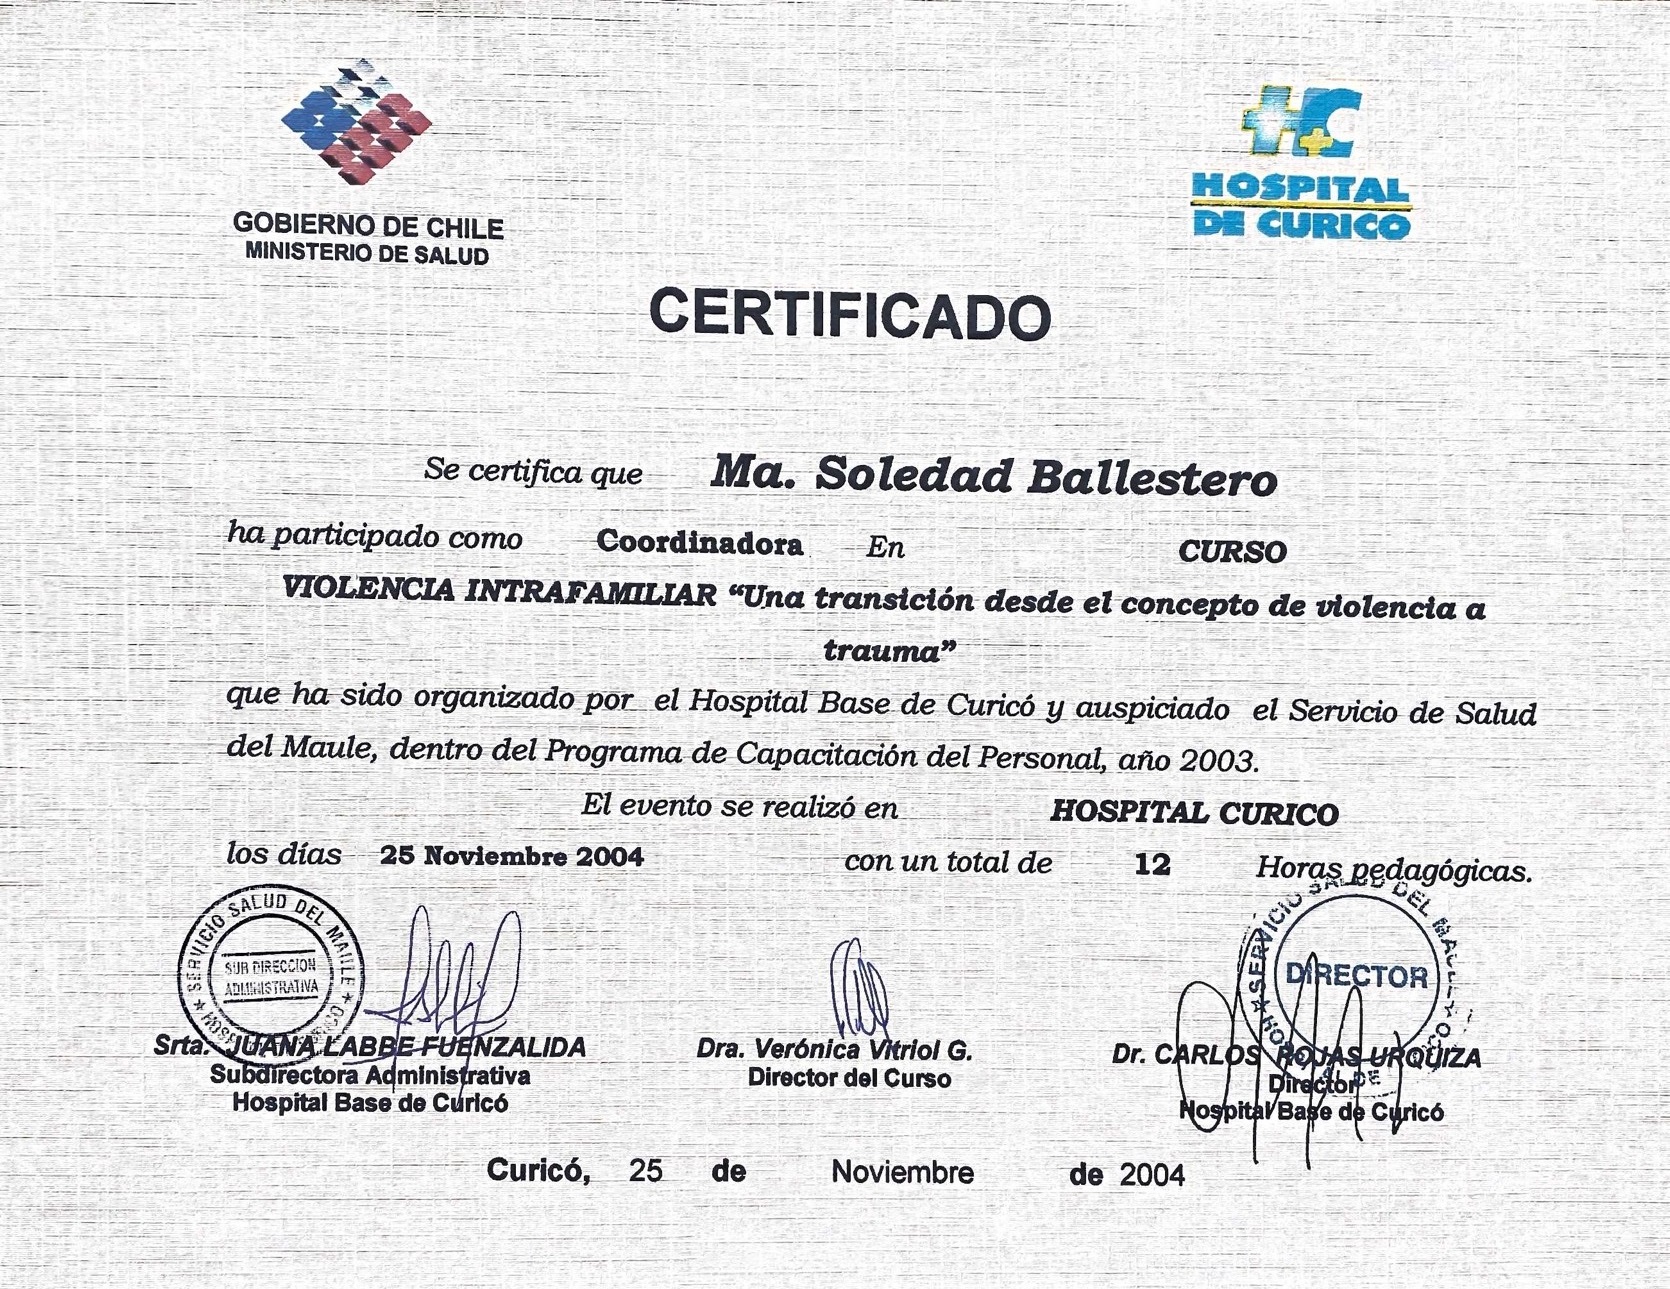 GOBIERNO DE CHILE
MINISTERIO DE SALUD
HOSPITAL
DE CURICO
CERTIFICADO
Se certifica que Ma. Soledad Ballestero
ha participado como Coordinadora En CURSO
VIOLENCIA INTRAFAMILIAR “Una transición desde el concepto de violencia a
trauma”
que ha sido organizado por el Hospital Base de Curicó y auspiciado el Servicio de Salud
del Maule, dentro del Programa de Capacitación del Personal, año 2003.
El evento se realizó en HOSPITAL CURICO
los días 25 Noviembre 2004 con un total de 12 Horas pedagógicas.
SERVICIO SALUD DEL MAULE
SUB DIRECCION
ADMINISTRATIVA
Srta. JUANA LABBE FUENZALIDA
Subdirectora Administrativa
Hospital Base de Curicó
Dra. Verónica Vitriol G.
Director del Curso
SERVICIO SALUD DEL MAULE
DIRECTOR
Dr. CARLOS ROJAS URQUIZA
Director
Hospital Base de Curicó
Curicó, 25 de Noviembre de 2004